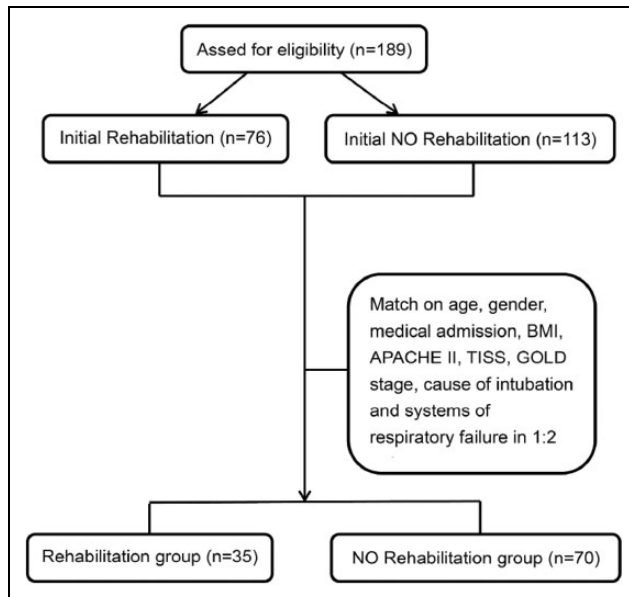 Assed for eligibility (n=189)
Initial Rehabilitation (n=76)
Initial NO Rehabilitation (n=113)
Match on age, gender,
medical admission, BMI,
APACHE II, TISS, GOLD
stage, cause of intubation
and systems of
respiratory failure in 1:2
Rehabilitation group (n=35)
NO Rehabilitation group (n=70)